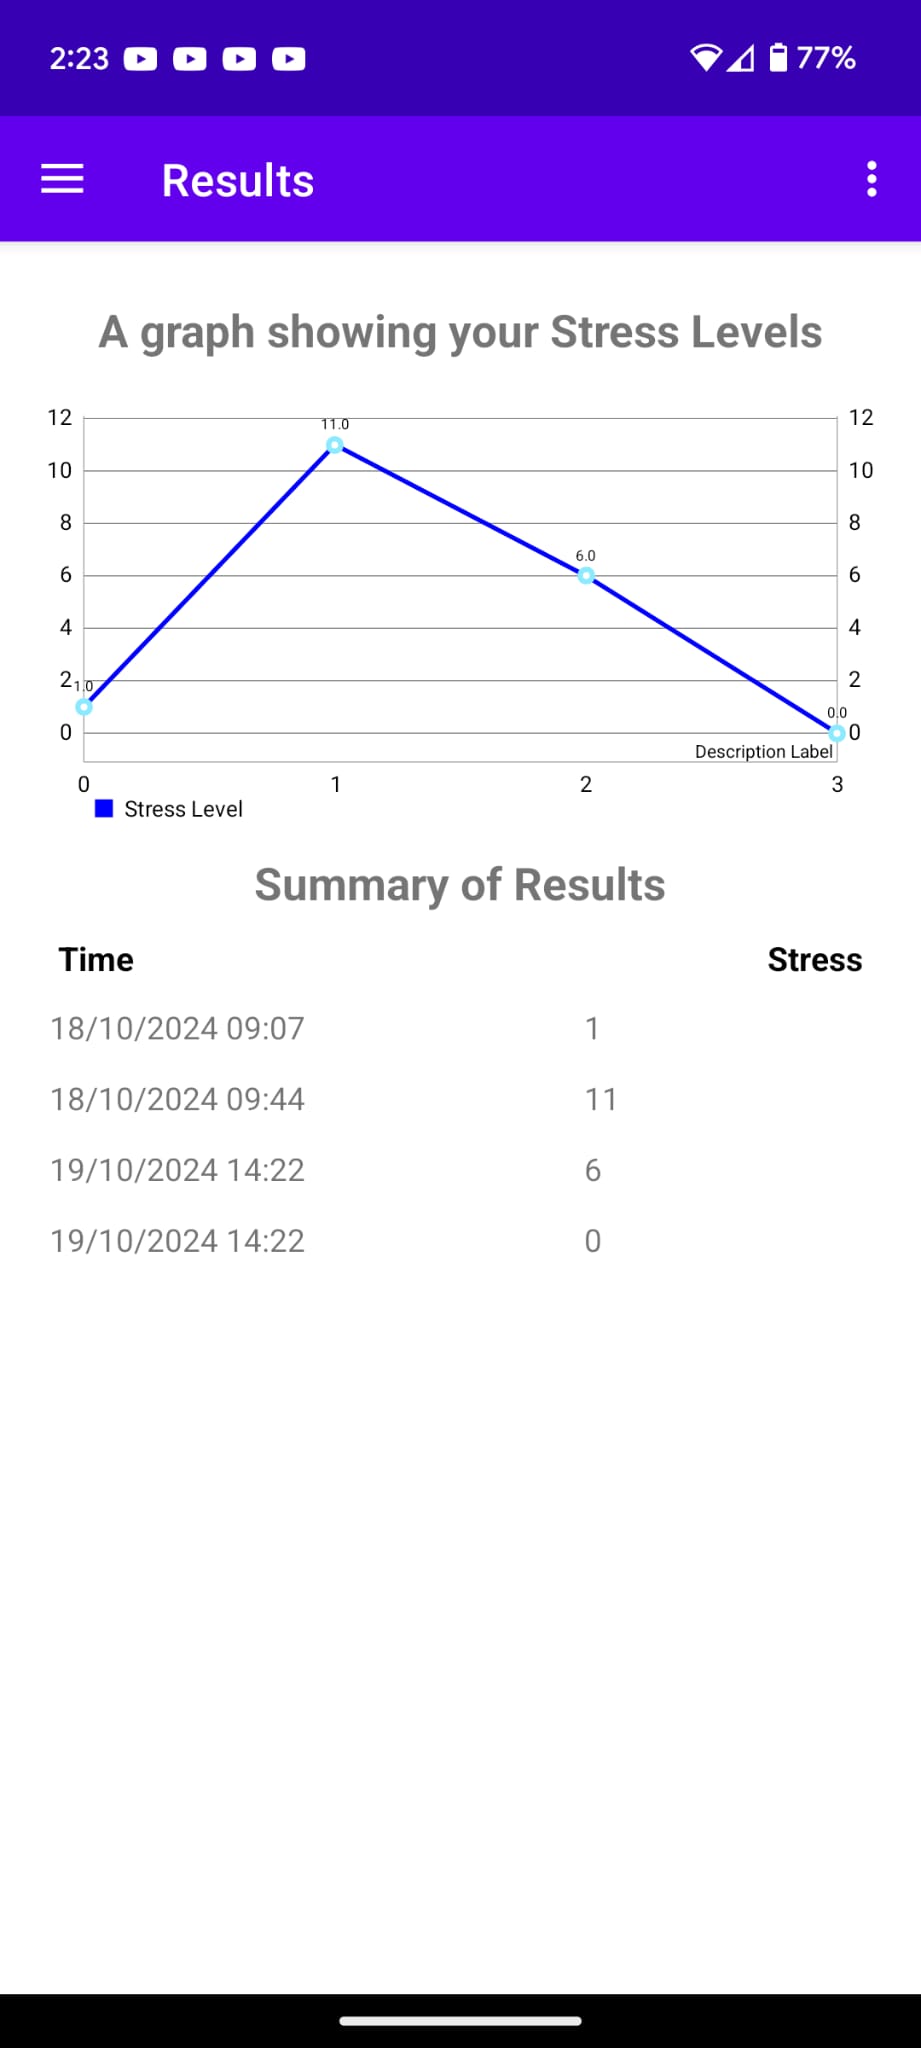 2:23 77%
Results
A graph showing your Stress Levels
12 11.0 12
10 10
8 8
6 6.0 6
4 4
2 1.0 2
0 0.0 0
Description Label
0 1 2 3
Stress Level
Summary of Results
Time Stress
18/10/2024 09:07 1
18/10/2024 09:44 11
19/10/2024 14:22 6
19/10/2024 14:22 0